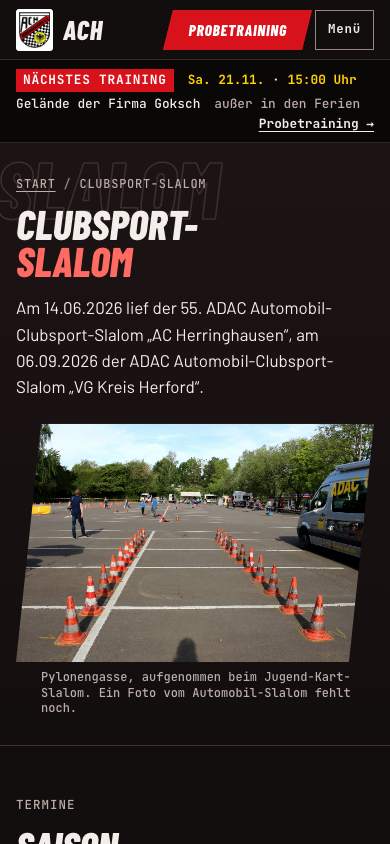 ACH
PROBETRAINING
Menü
NÄCHSTES TRAINING Sa. 21.11. · 15:00 Uhr
Gelände der Firma Goksch außer in den Ferien
Probetraining →
SLALOM
START / CLUBSPORT-SLALOM
CLUBSPORT-
SLALOM
Am 14.06.2026 lief der 55. ADAC Automobil-
Clubsport-Slalom „AC Herringhausen“, am
06.09.2026 der ADAC Automobil-Clubsport-
Slalom „VG Kreis Herford“.
ADAC
Pylonengasse, aufgenommen beim Jugend-Kart-
Slalom. Ein Foto vom Automobil-Slalom fehlt
noch.
TERMINE
SAISON